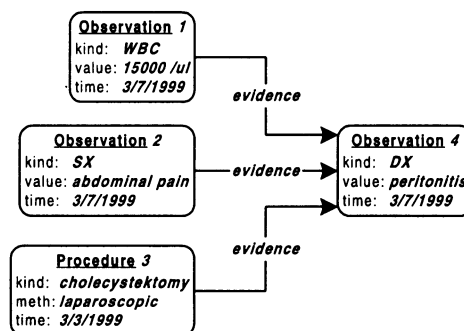 Observation 1
kind: WBC
value: 15000 /ul
time: 3/7/1999
evidence
Observation 2
kind: SX
value: abdominal pain
time: 3/7/1999
evidence
Observation 4
kind: DX
value: peritonitis
time: 3/7/1999
evidence
Procedure 3
kind: cholecystektomy
meth: laparoscopic
time: 3/3/1999